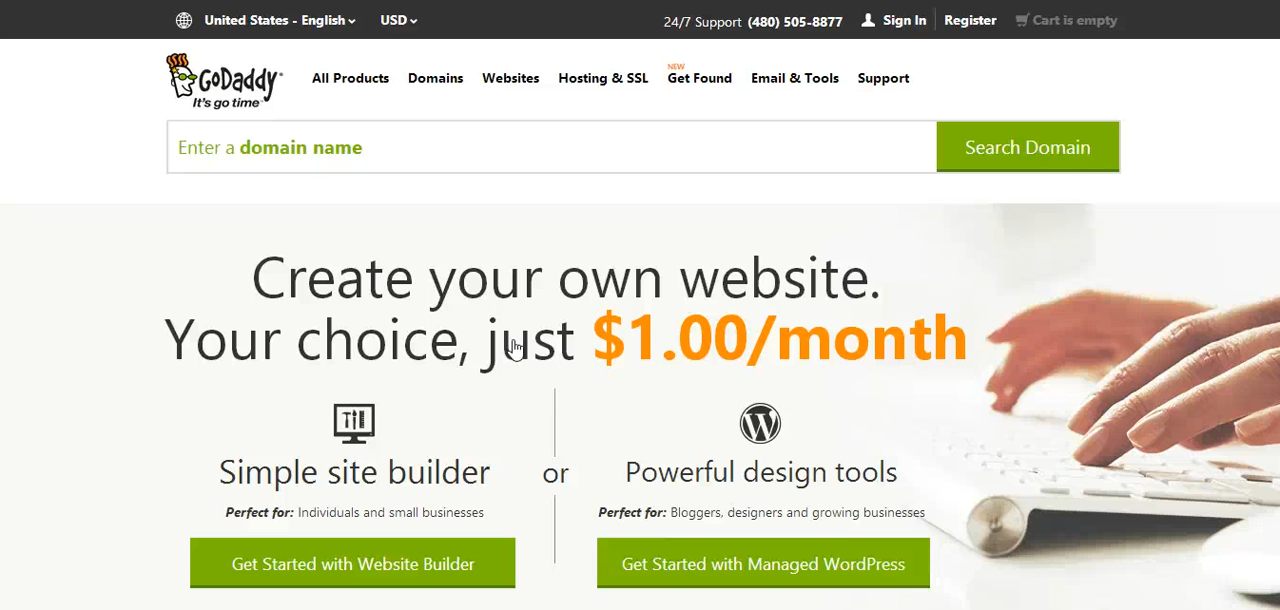 United States - English USD 24/7 Support (480) 505-8877 Sign In Register Cart is empty
GoDaddy
It's go time™
All Products Domains Websites Hosting & SSL NEW Get Found Email & Tools Support
Enter a domain name Search Domain
Create your own website.
Your choice, just $1.00/month
Simple site builder or Powerful design tools
Perfect for: Individuals and small businesses Perfect for: Bloggers, designers and growing businesses
Get Started with Website Builder Get Started with Managed WordPress